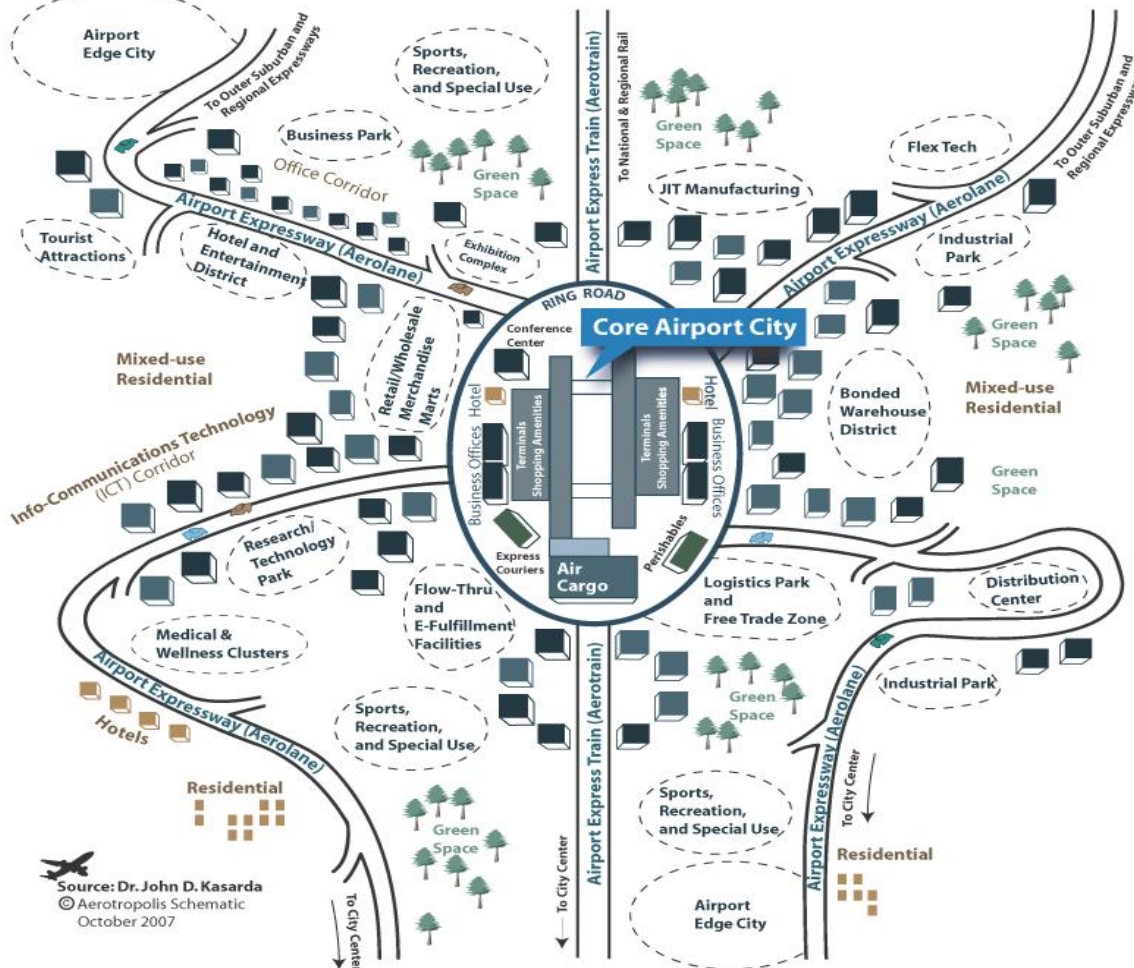 Airport
Edge City
To Outer Suburban and
Regional Expressways
Sports,
Recreation,
and Special Use
Airport Express Train (Aerotrain)
To National & Regional Rail
Green
Space
To Outer Suburban and
Regional Expressways
Business Park
Office Corridor
Green
Space
JIT Manufacturing
Flex Tech
Airport Expressway (Aerolane)
Airport Expressway (Aerolane)
Tourist
Attractions
Hotel and
Entertainment
District
Exhibition
Complex
Industrial
Park
Green
Space
RING ROAD
Core Airport City
Conference
Center
Mixed-use
Residential
Retail/Wholesale
Merchandise
Marts
Hotel
Business Offices
Terminals
Shopping Amenities
Terminals
Shopping Amenities
Hotel
Business Offices
Bonded
Warehouse
District
Mixed-use
Residential
Info-Communications Technology
(ICT) Corridor
Green
Space
Research/
Technology
Park
Express
Couriers
Air
Cargo
Perishables
Flow-Thru
and
E-Fulfillment
Facilities
Logistics Park
and
Free Trade Zone
Distribution
Center
Medical &
Wellness Clusters
Airport Expressway (Aerolane)
Hotels
Sports,
Recreation,
and Special Use
Airport Express Train (Aerotrain)
Green
Space
Industrial Park
Airport Expressway (Aerolane)
To City Center
Residential
Green
Space
Sports,
Recreation,
and Special Use
Residential
To City Center
To City Center
Airport
Edge City
Source: Dr. John D. Kasarda
© Aerotropolis Schematic
October 2007